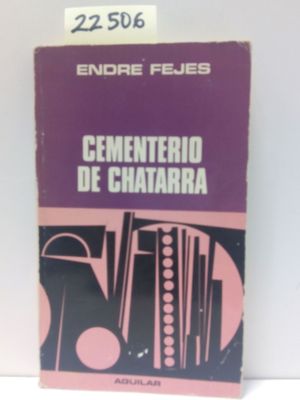 22506
ENDRE FEJES
CEMENTERIO
DE CHATARRA
AGUILAR